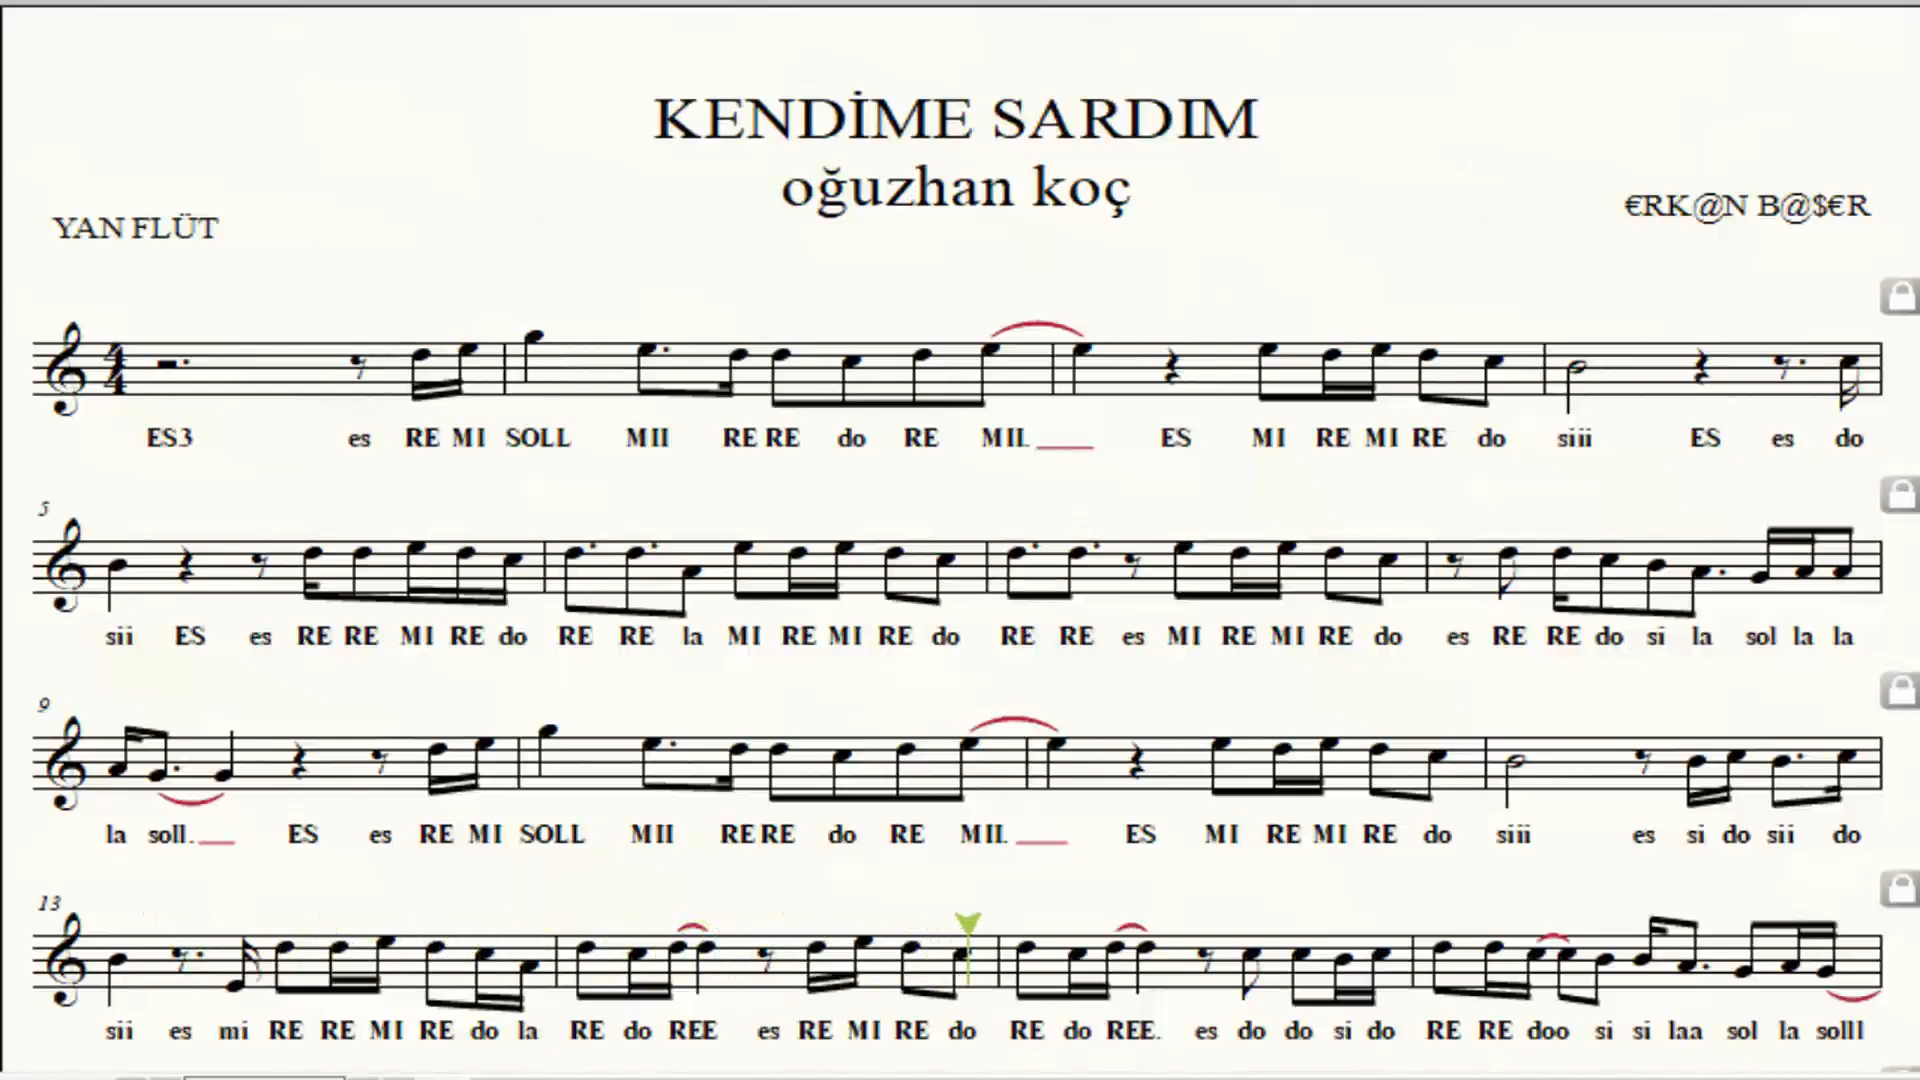 KENDİME SARDIM
oğuzhan koç
YAN FLÜT
€RK@N B@$€R
4
4
ES3 es RE MI SOLL MII RE RE do RE MII. ES MI RE MI RE do siii ES es do
5
sii ES es RE RE MI RE do RE RE la MI RE MI RE do RE RE es MI RE MI RE do es RE RE do si la sol la la
9
la soll. ES es RE MI SOLL MII RE RE do RE MII. ES MI RE MI RE do siii es si do sii do
13
sii es mi RE RE MI RE do la RE do REE es RE MI RE do RE do REE. es do do si do RE RE doo si si laa sol la solll